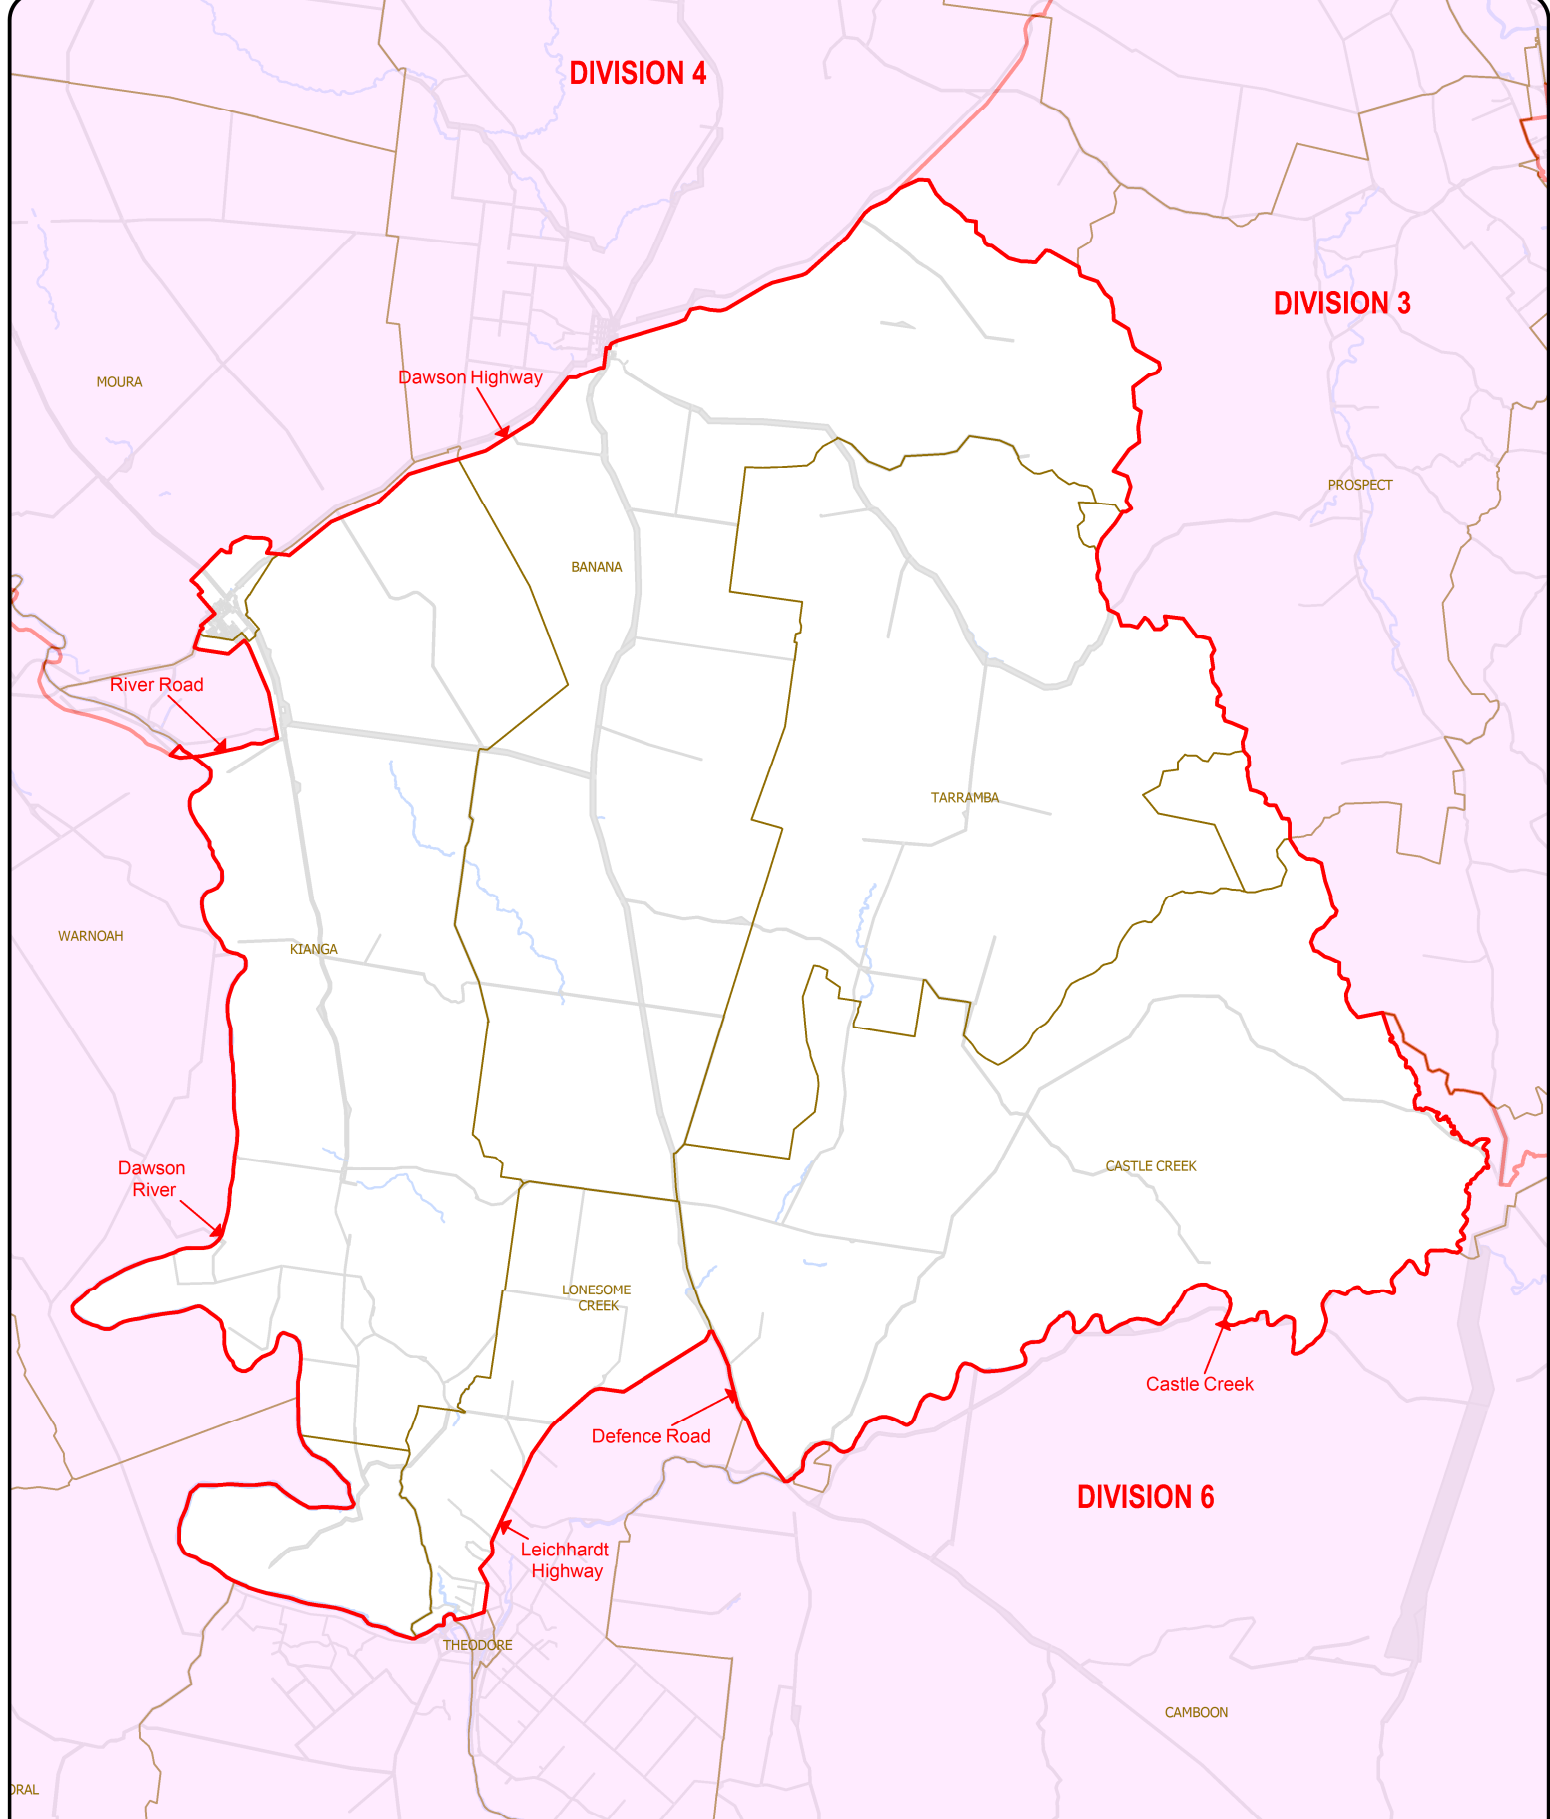 DIVISION 4
DIVISION 3
MOURA
Dawson Highway
PROSPECT
BANANA
River Road
TARRAMBA
WARNOAH
KIANGA
Dawson
River
CASTLE CREEK
LONESOME
CREEK
Castle Creek
Defence Road
DIVISION 6
Leichhardt
Highway
THEODORE
CAMBOON
ORAL